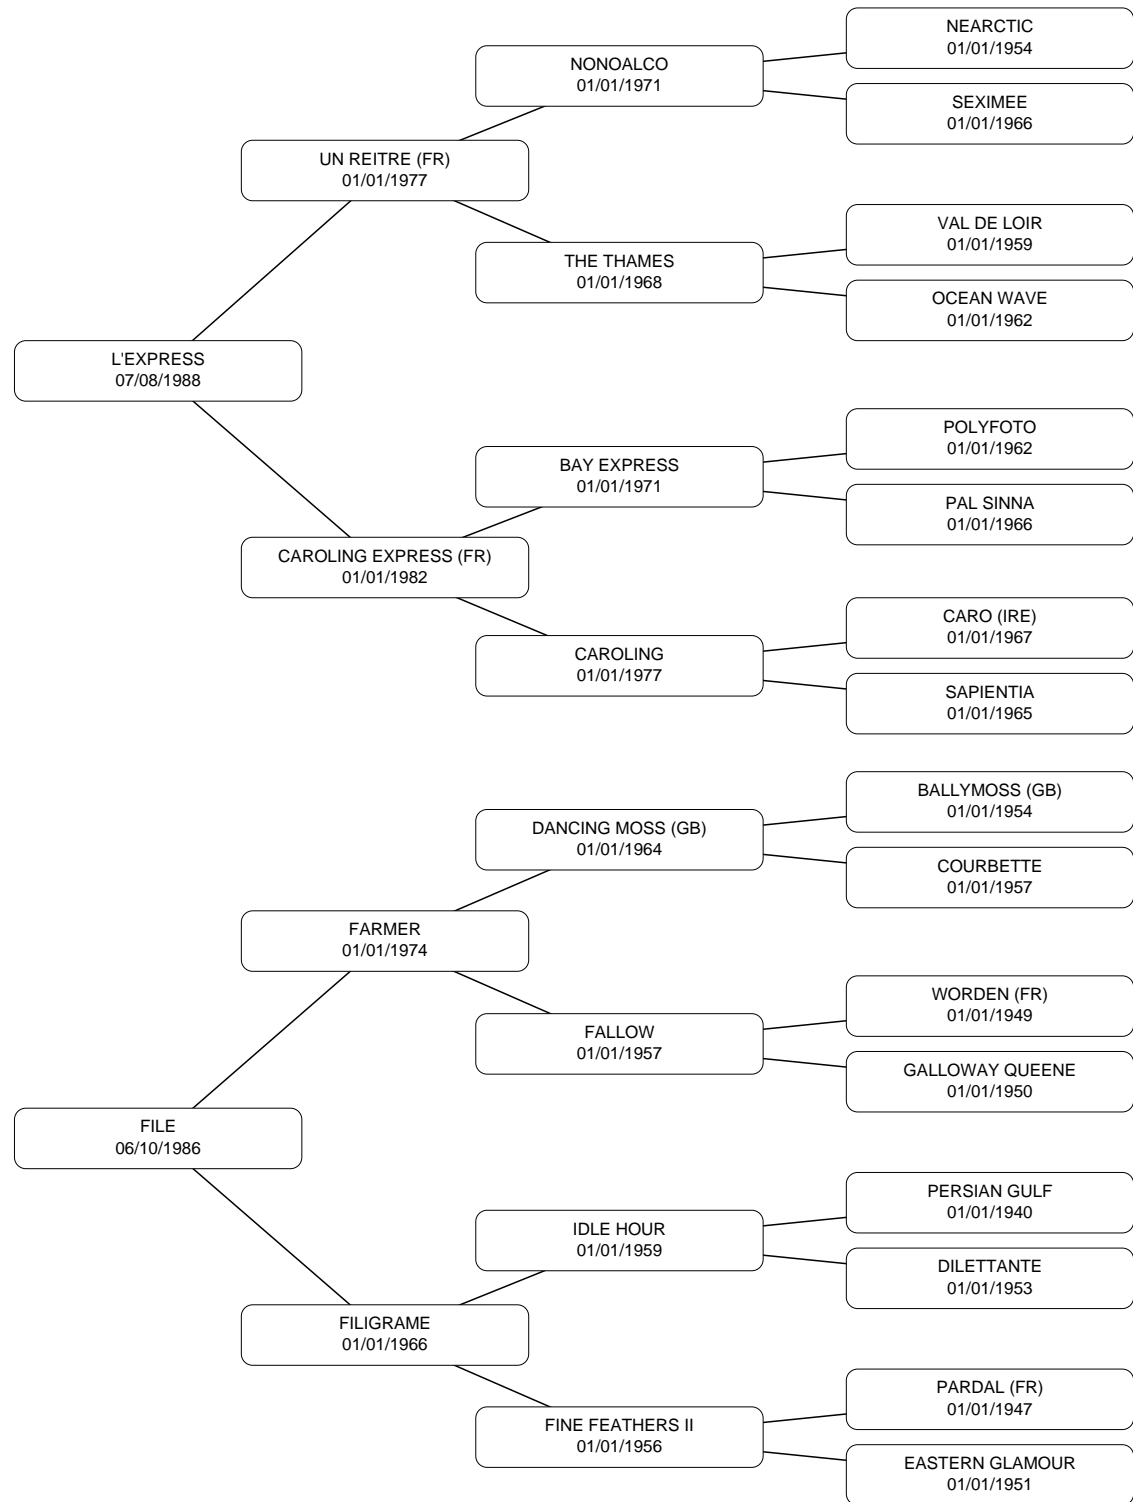 NEARCTIC
01/01/1954
NONOALCO
01/01/1971
SEXIMEE
01/01/1966
UN REITRE (FR)
01/01/1977
VAL DE LOIR
01/01/1959
THE THAMES
01/01/1968
OCEAN WAVE
01/01/1962
L'EXPRESS
07/08/1988
POLYFOTO
01/01/1962
BAY EXPRESS
01/01/1971
PAL SINNA
01/01/1966
CAROLING EXPRESS (FR)
01/01/1982
CARO (IRE)
01/01/1967
CAROLING
01/01/1977
SAPIENTIA
01/01/1965
BALLYMOSS (GB)
01/01/1954
DANCING MOSS (GB)
01/01/1964
COURBETTE
01/01/1957
FARMER
01/01/1974
WORDEN (FR)
01/01/1949
FALLOW
01/01/1957
GALLOWAY QUEENE
01/01/1950
FILE
06/10/1986
PERSIAN GULF
01/01/1940
IDLE HOUR
01/01/1959
DILETTANTE
01/01/1953
FILIGRAME
01/01/1966
PARDAL (FR)
01/01/1947
FINE FEATHERS II
01/01/1956
EASTERN GLAMOUR
01/01/1951